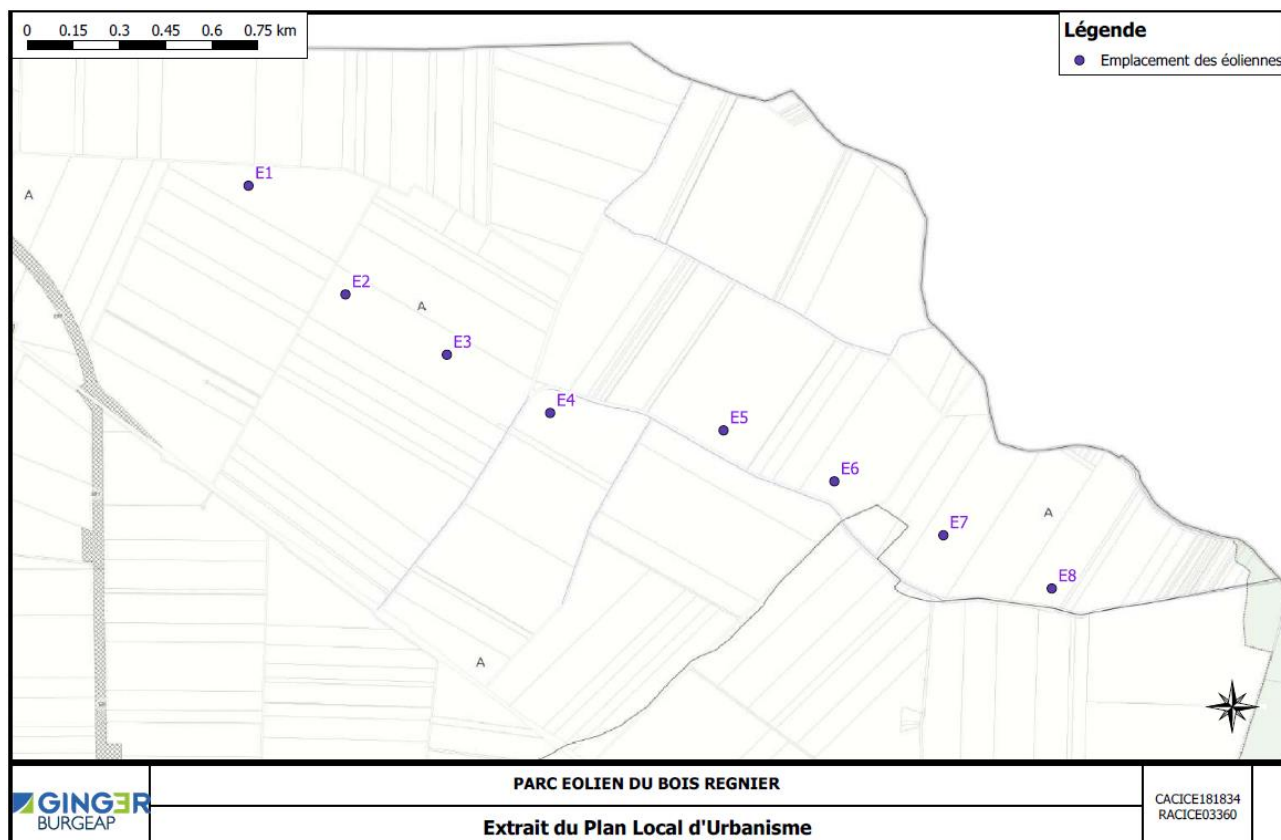 0 0.15 0.3 0.45 0.6 0.75 km
Légende
Emplacement des éoliennes
E1
A
E2
A
E3
E4
E5
E6
A
E7
E8
A
PARC EOLIEN DU BOIS REGNIER
Extrait du Plan Local d'Urbanisme
GINGER
BURGEAP
CACICE181834
RACICE03360